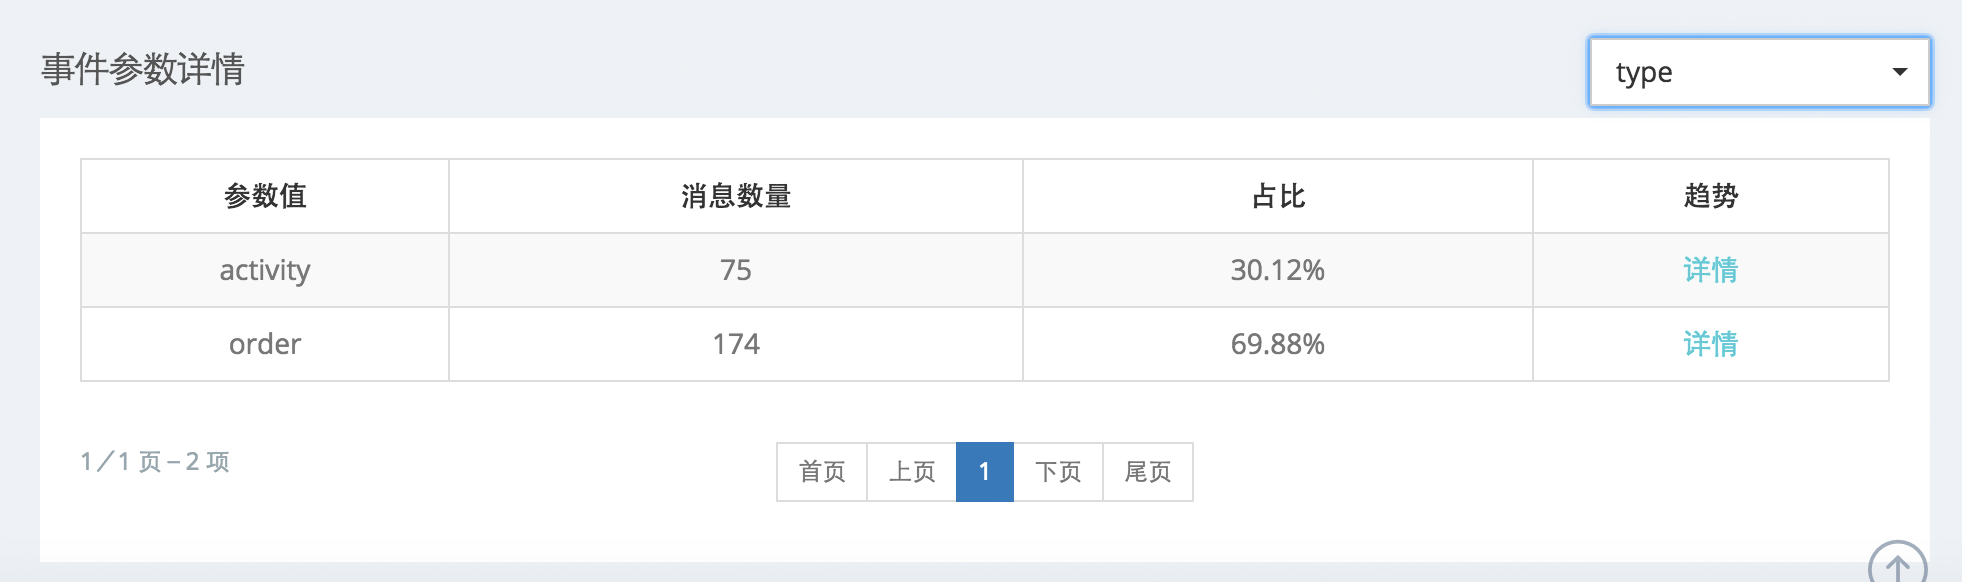 事件参数详情
type
参数值 消息数量 占比 趋势
activity 75 30.12% 详情
order 174 69.88% 详情
1／1 页 – 2 项
首页 上页 1 下页 尾页